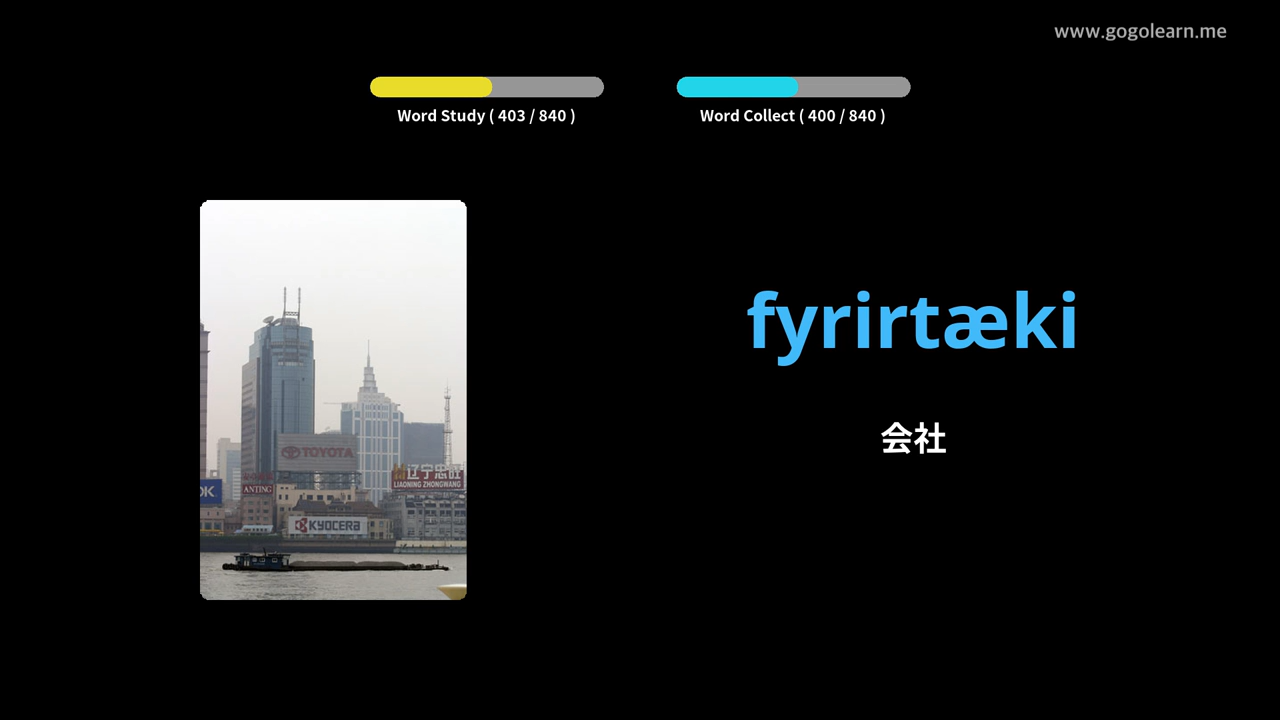 www.gogolearn.me
Word Study ( 403 / 840 )
Word Collect ( 400 / 840 )
fyrirtæki
会社
TOYOTA
辽宁忠旺
LIAONING ZHONGWANG
OK
ANTING
KYOCERA